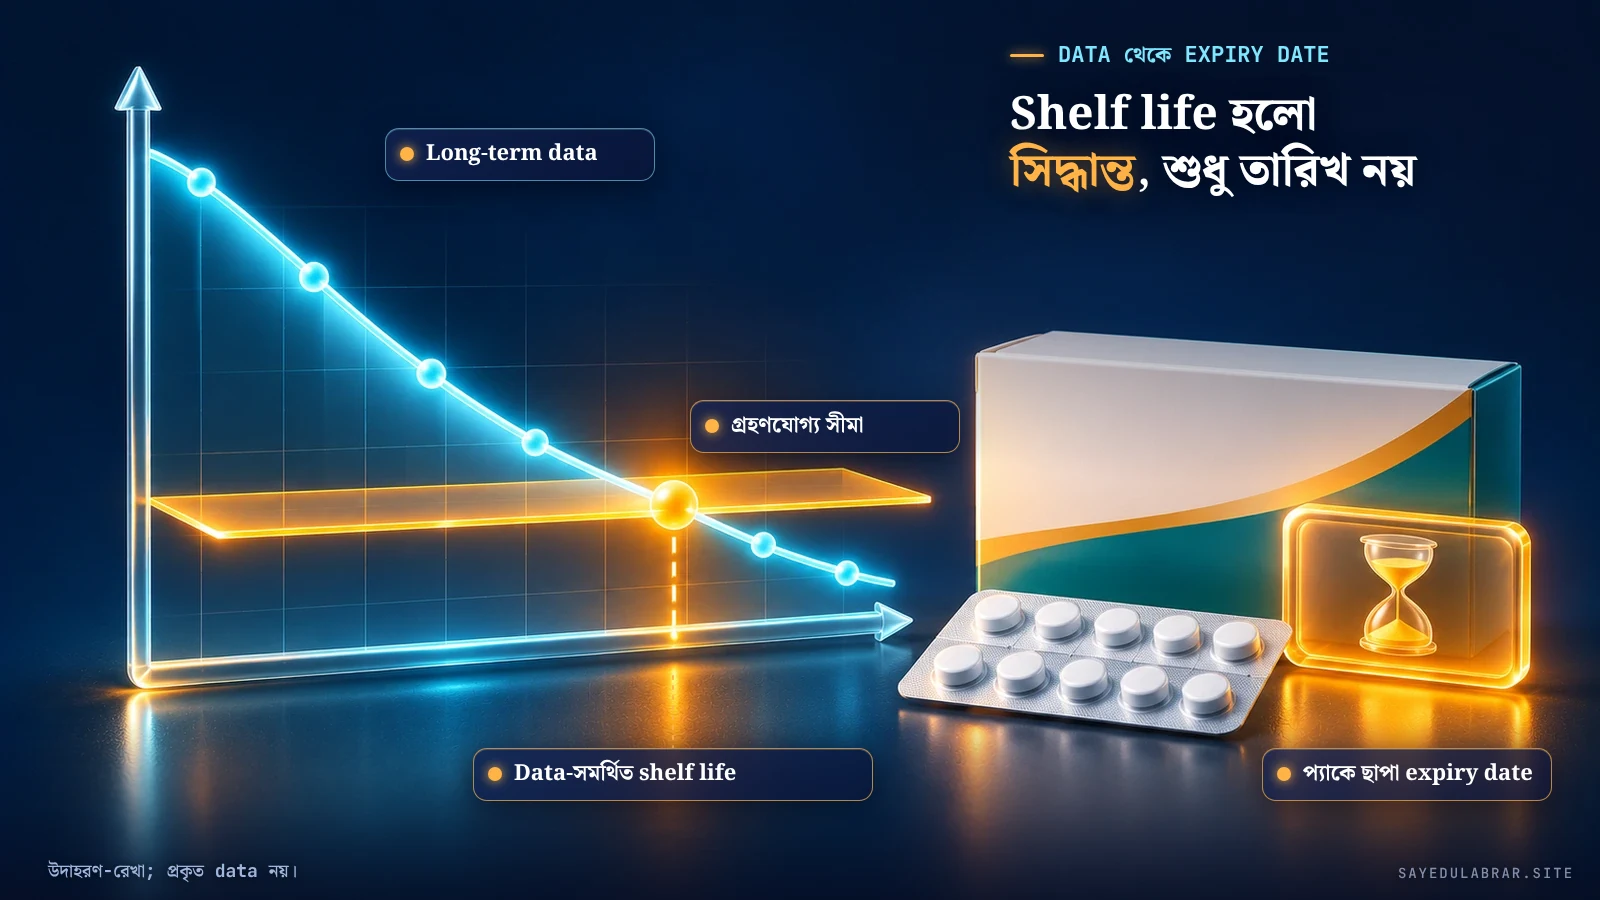 DATA থেকে EXPIRY DATE
Shelf life হলো
সিদ্ধান্ত, শুধু তারিখ নয়
Long-term data
গ্রহণযোগ্য সীমা
Data-সমর্থিত shelf life
প্যাকে ছাপা expiry date
উদাহরণ-রেখা; প্রকৃত data নয়।
SAYEDULABRAR.SITE